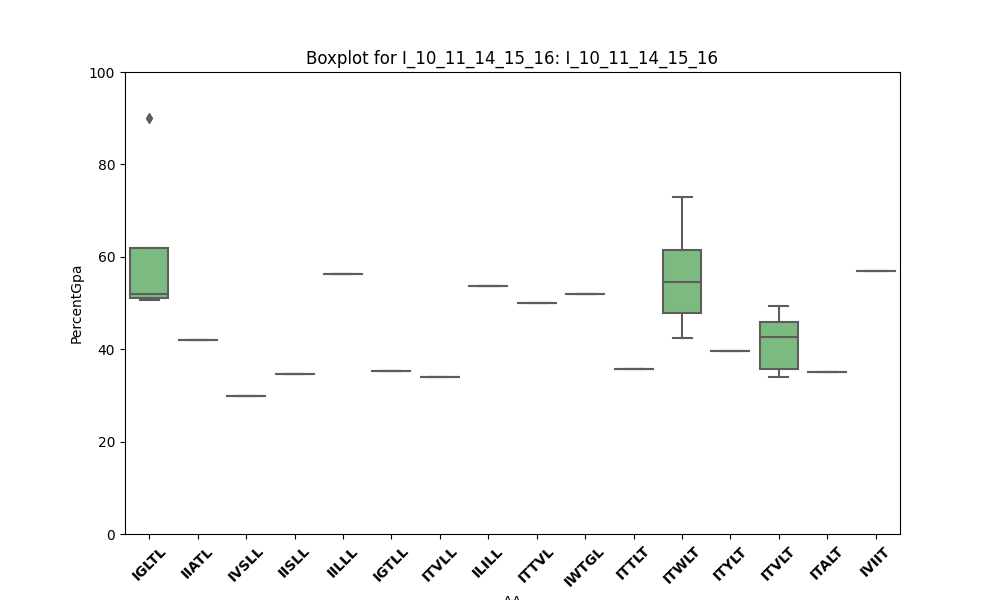 Boxplot for I_10_11_14_15_16: I_10_11_14_15_16
100
80
60
40
20
0
PercentGpa
IGLTL
IIATL
IVSLL
IISLL
IILLL
IGTLL
ITVLL
ILILL
ITTVL
IWTGL
ITTLT
ITWLT
ITYLT
ITVLT
ITALT
IVIIT